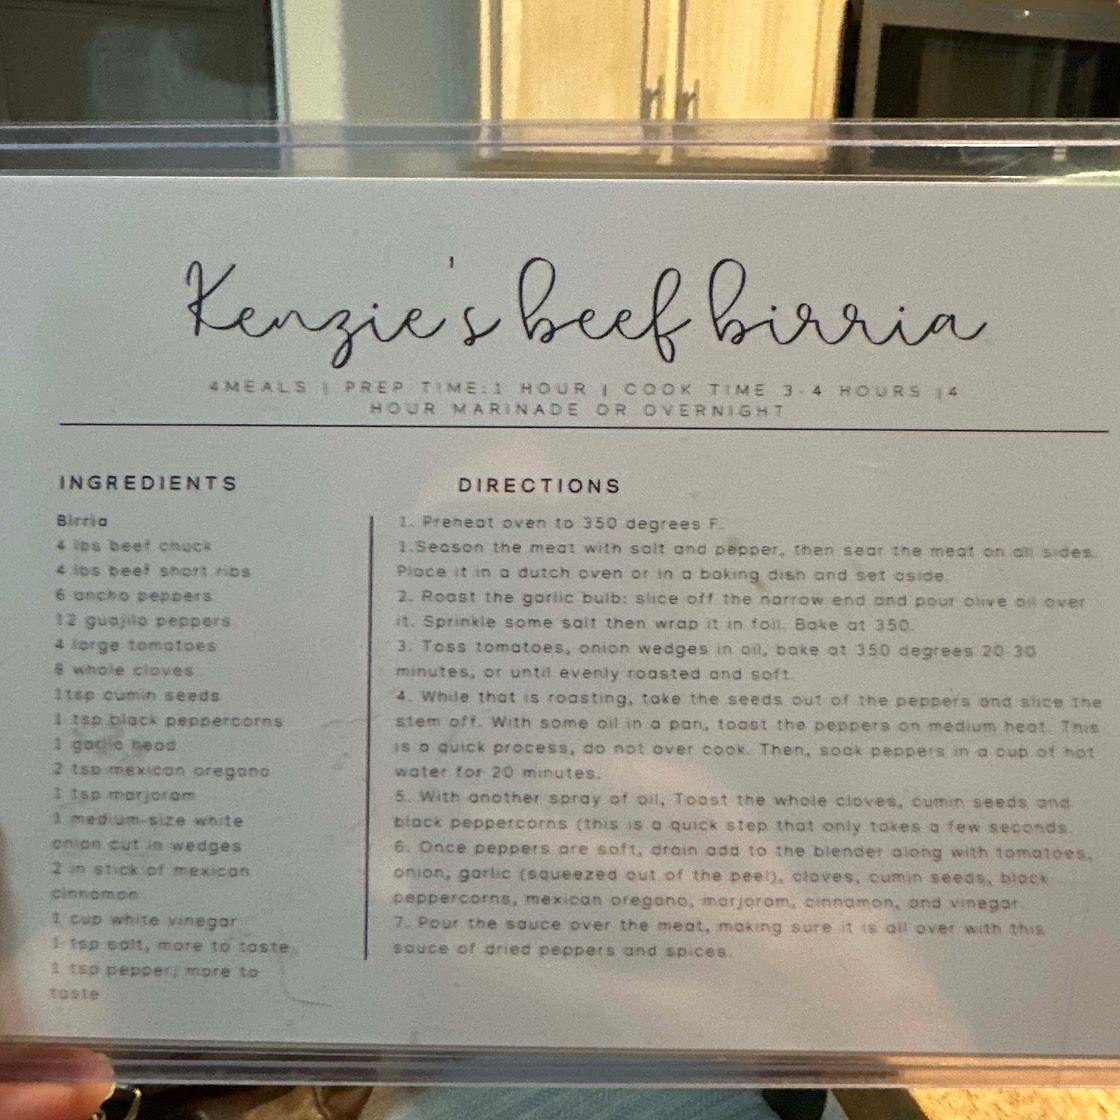 Kenzie's beef birria
4MEALS | PREP TIME:1 HOUR | COOK TIME 3-4 HOURS |4
HOUR MARINADE OR OVERNIGHT
INGREDIENTS
Birria
4 lbs beef chuck
4 lbs beef short ribs
6 ancho peppers
12 guajilo peppers
4 large tomatoes
8 whole cloves
1tsp cumin seeds
1 tsp black peppercorns
1 garlic head
2 tsp mexican oregano
1 tsp marjoram
1 medium-size white
onion cut in wedges
2 in stick of mexican
cinnamon
1 cup white vinegar
1 tsp salt, more to taste
1 tsp pepper, more to
taste
DIRECTIONS
1. Preheat oven to 350 degrees F.
1.Season the meat with salt and pepper, then sear the meat on all sides.
Place it in a dutch oven or in a baking dish and set aside.
2. Roast the garlic bulb: slice off the narrow end and pour olive oil over
it. Sprinkle some salt then wrap it in foil. Bake at 350.
3. Toss tomatoes, onion wedges in oil, bake at 350 degrees 20-30
minutes, or until evenly roasted and soft.
4. While that is roasting, take the seeds out of the peppers and slice the
stem off. With some oil in a pan, toast the peppers on medium heat. This
is a quick process, do not over cook. Then, soak peppers in a cup of hot
water for 20 minutes.
5. With another spray of oil, Toast the whole cloves, cumin seeds and
black peppercorns (this is a quick step that only takes a few seconds.
6. Once peppers are soft, drain add to the blender along with tomatoes,
onion, garlic (squeezed out of the peel), cloves, cumin seeds, black
peppercorns, mexican oregano, marjoram, cinnamon, and vinegar.
7. Pour the sauce over the meat, making sure it is all over with this
sauce of dried peppers and spices.